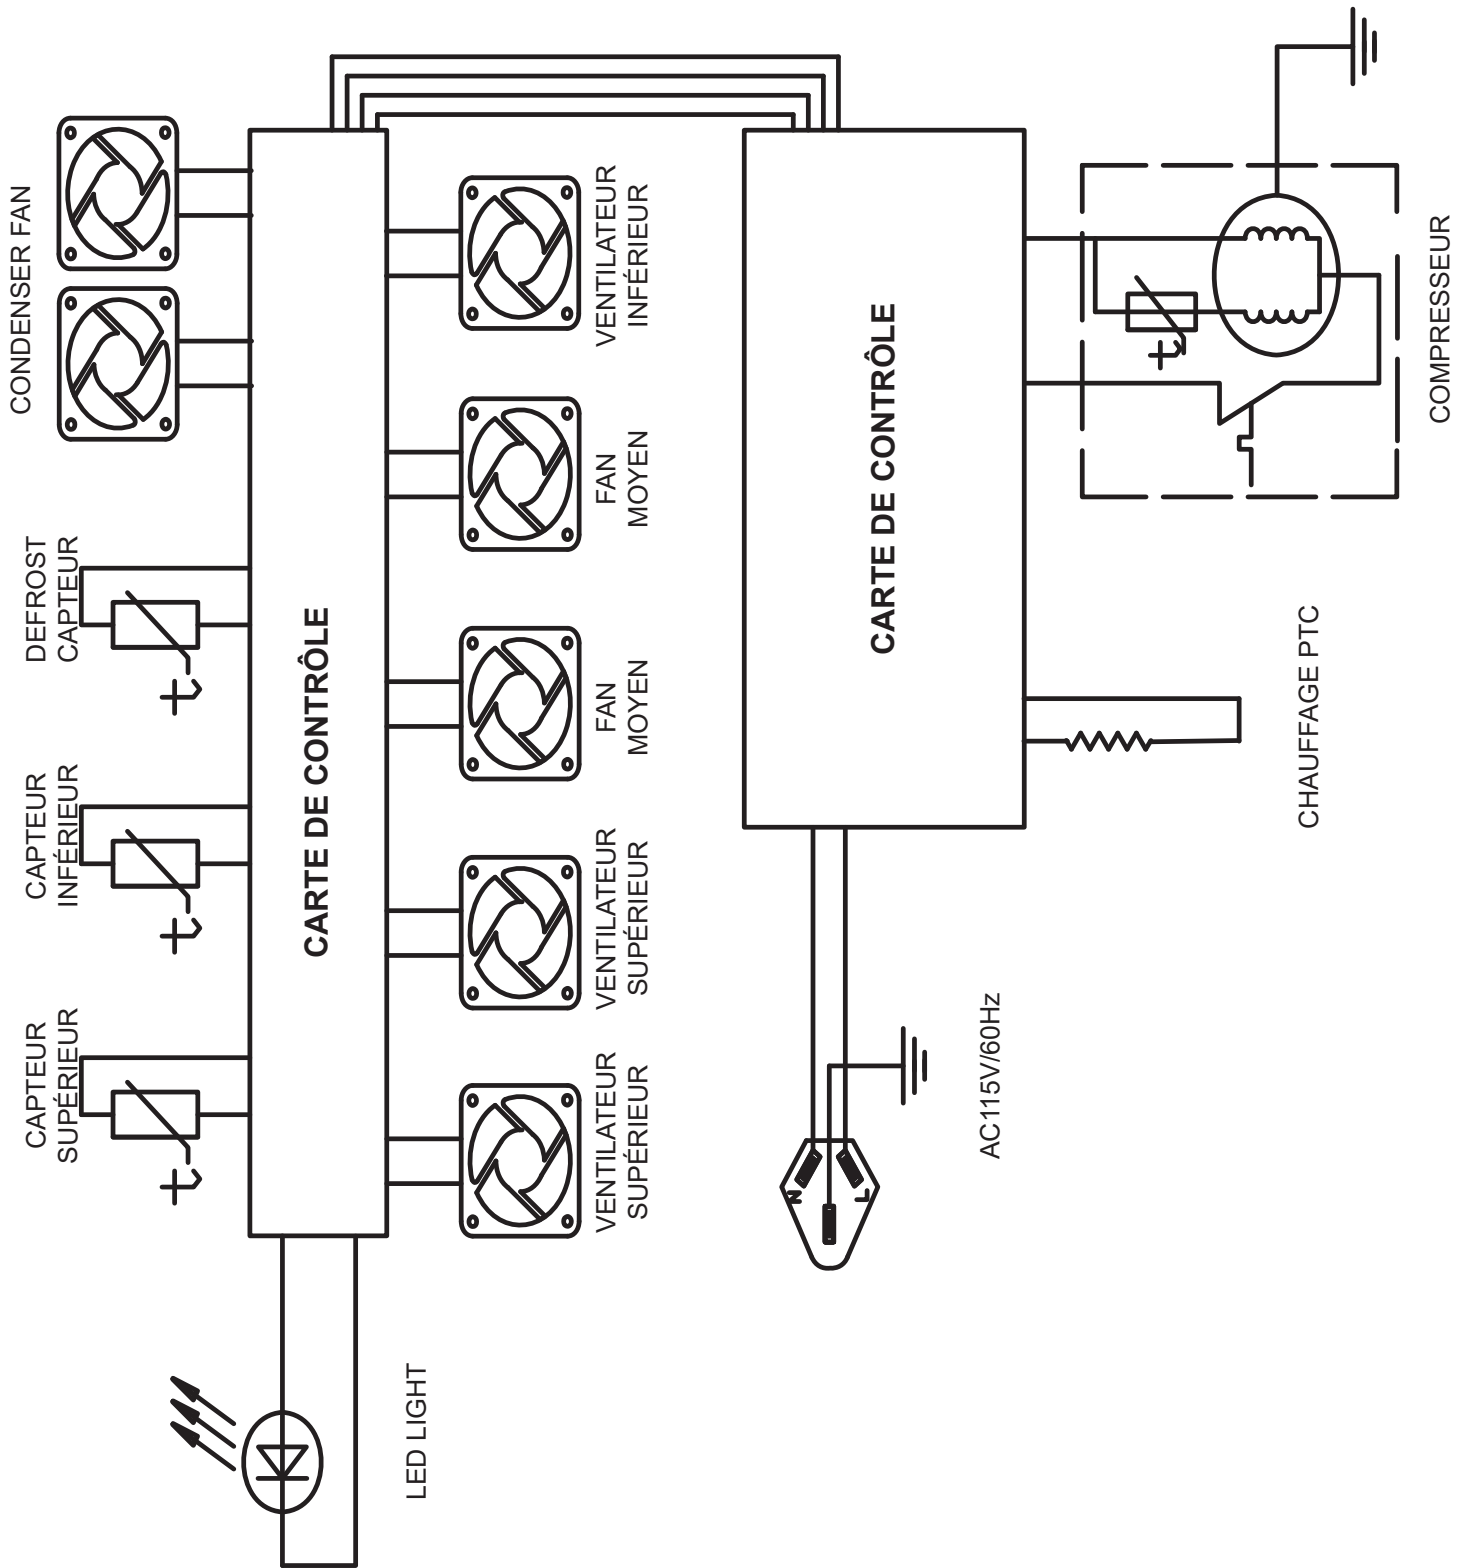 CONDENSER FAN
DEFROST
CAPTEUR
CAPTEUR
INFÉRIEUR
CAPTEUR
SUPÉRIEUR
CARTE DE CONTRÔLE
LED LIGHT
VENTILATEUR
INFÉRIEUR
FAN
MOYEN
FAN
MOYEN
VENTILATEUR
SUPÉRIEUR
VENTILATEUR
SUPÉRIEUR
CARTE DE CONTRÔLE
N
L
AC115V/60Hz
CHAUFFAGE PTC
COMPRESSEUR
t
t
t
t